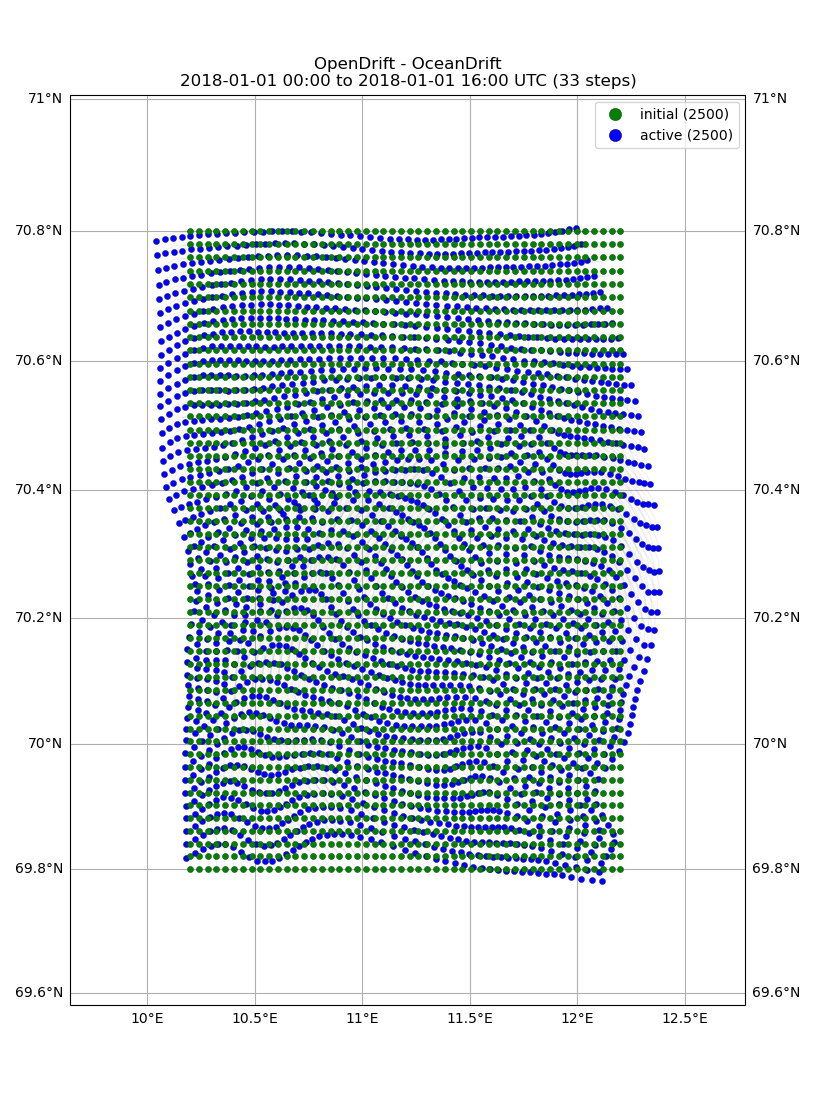 OpenDrift - OceanDrift
2018-01-01 00:00 to 2018-01-01 16:00 UTC (33 steps)
71°N
71°N
initial (2500)
active (2500)
70.8°N
70.8°N
70.6°N
70.6°N
70.4°N
70.4°N
70.2°N
70.2°N
70°N
70°N
69.8°N
69.8°N
69.6°N
69.6°N
10°E
10.5°E
11°E
11.5°E
12°E
12.5°E